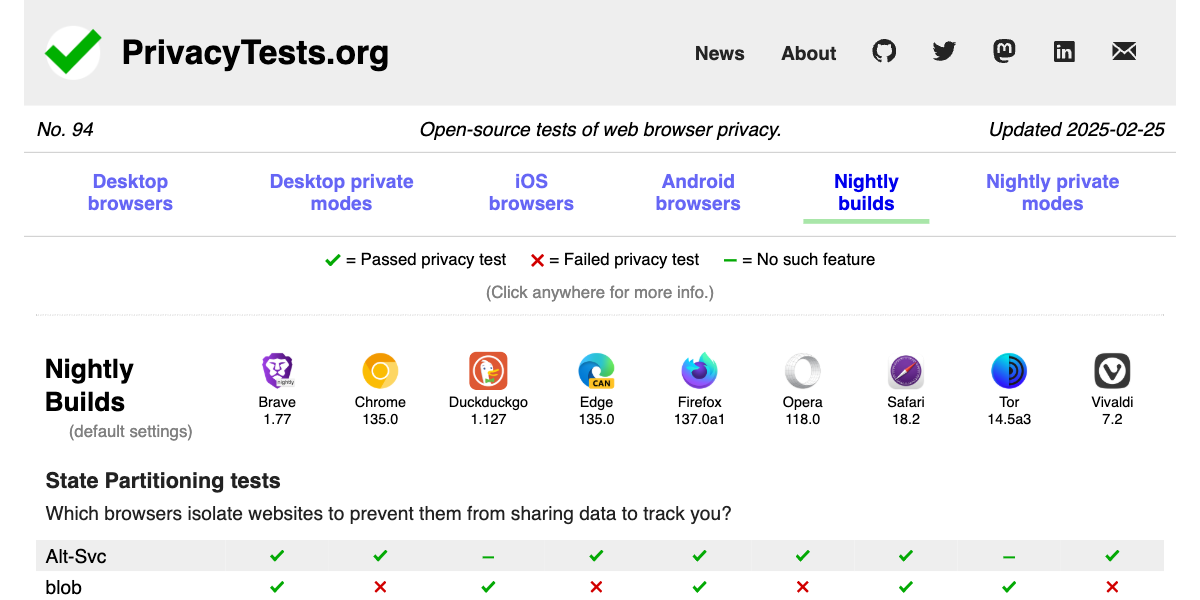 PrivacyTests.org
News About
No. 94 Open-source tests of web browser privacy. Updated 2025-02-25
Desktop browsers
Desktop private modes
iOS browsers
Android browsers
Nightly builds
Nightly private modes
= Passed privacy test = Failed privacy test = No such feature
(Click anywhere for more info.)
Nightly
Builds
(default settings)
nightly
CAN
Brave Chrome Duckduckgo Edge Firefox Opera Safari Tor Vivaldi
1.77 135.0 1.127 135.0 137.0a1 118.0 18.2 14.5a3 7.2
State Partitioning tests
Which browsers isolate websites to prevent them from sharing data to track you?
Alt-Svc
blob